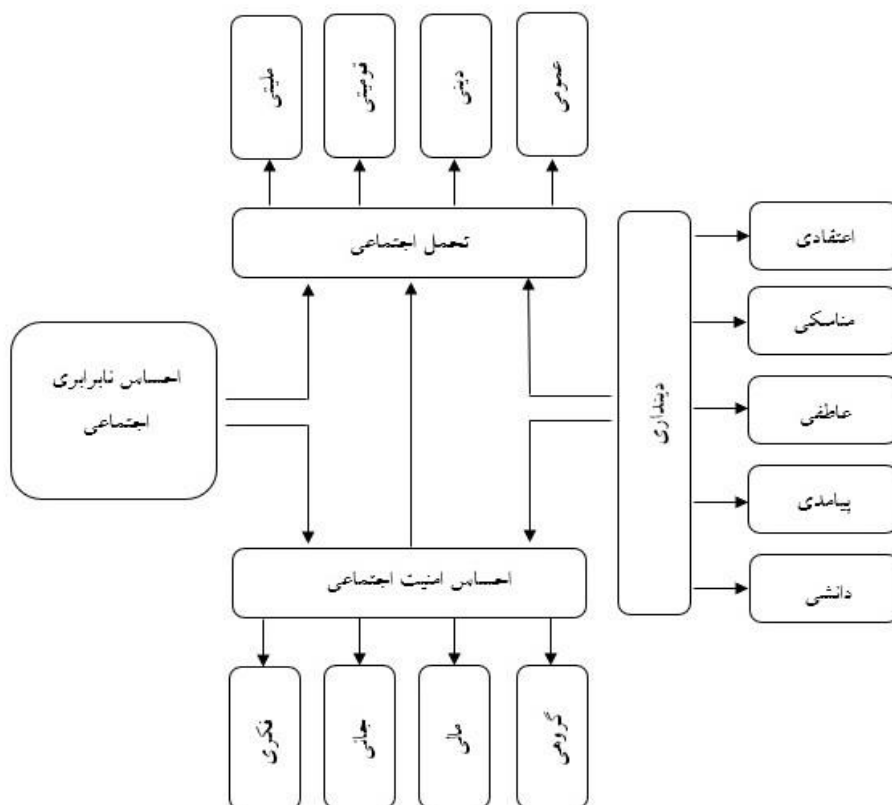 عمومی
دینی
قومیتی
ملیتی
تحمل اجتماعی
اعتقادی
مناسکی
عاطفی
پیامدی
دانشی
دینداری
احساس نابرابری
اجتماعی
احساس امنیت اجتماعی
گروهی
مالی
جانی
فکری